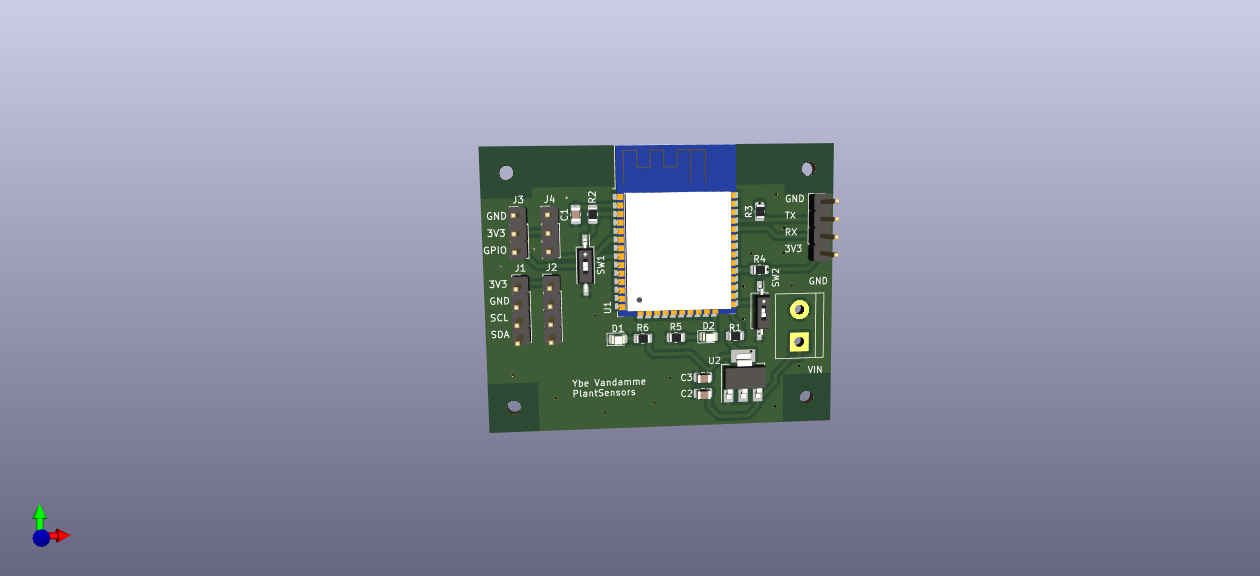 J3
J4
C1
R2
GND
3V3
GPIO
J1
J2
3V3
GND
SCL
SDA
SW1
U1
R3
GND
TX
RX
3V3
R4
SW2
GND
D1
R6
R5
D2
R1
U2
VIN
C3
C2
Ybe Vandamme
PlantSensors